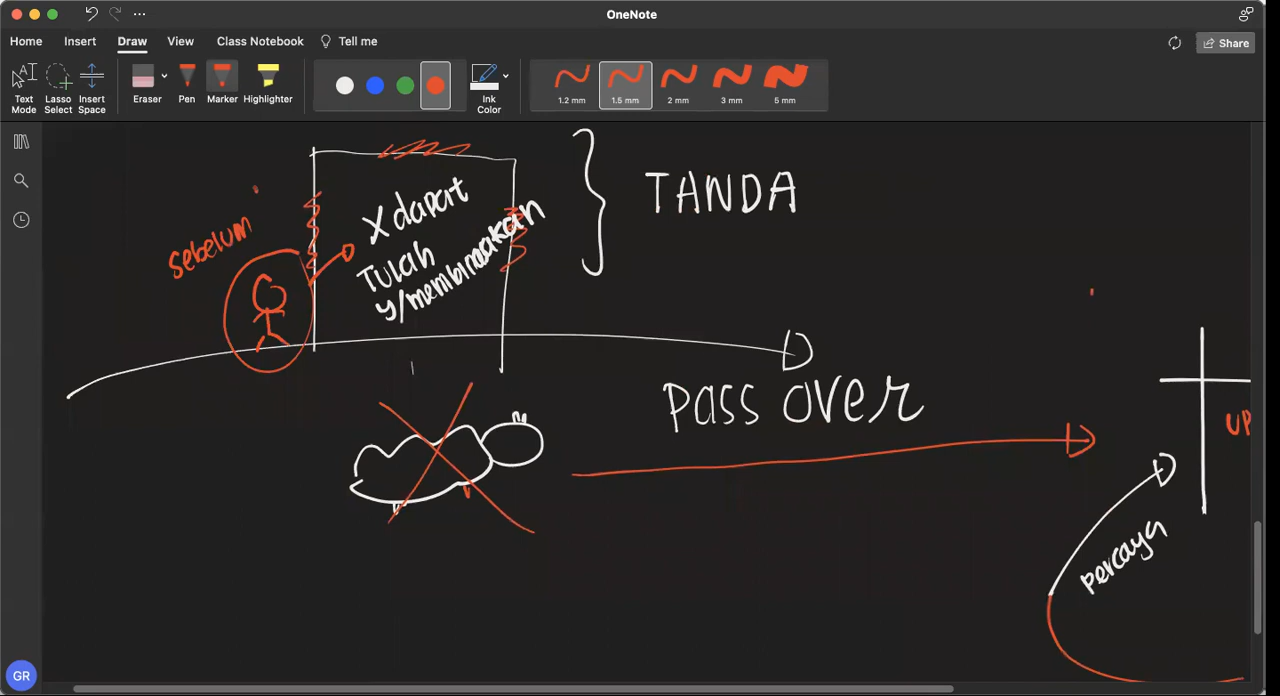 OneNote
Home Insert Draw View Class Notebook Tell me
Share
Text Mode
Lasso Select
Insert Space
Eraser
Pen
Marker
Highlighter
Ink Color
1.2 mm
1.5 mm
2 mm
3 mm
5 mm
TANDA
X dapat
Tulah
y/membinasakan
sebelum
Pass over
UP
percaya
GR